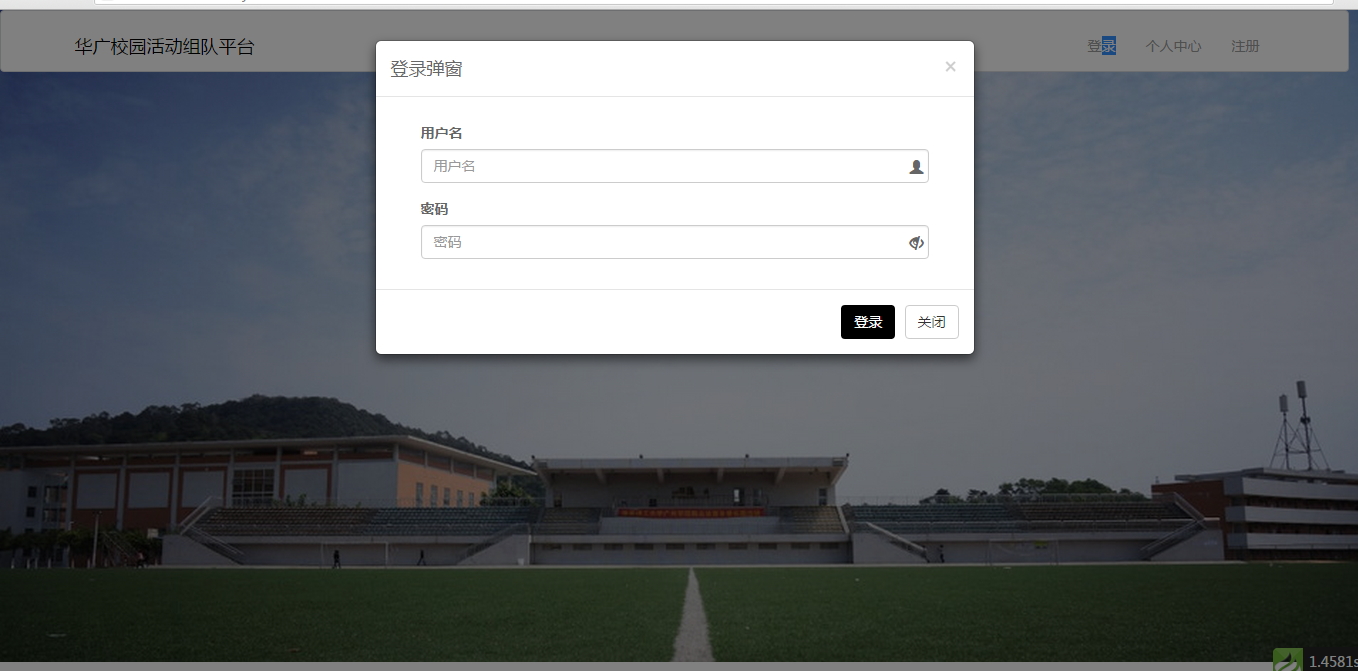 华广校园活动组队平台
登录 个人中心 注册
登录弹窗
×
用户名
用户名
密码
密码
登录 关闭
1.4581s